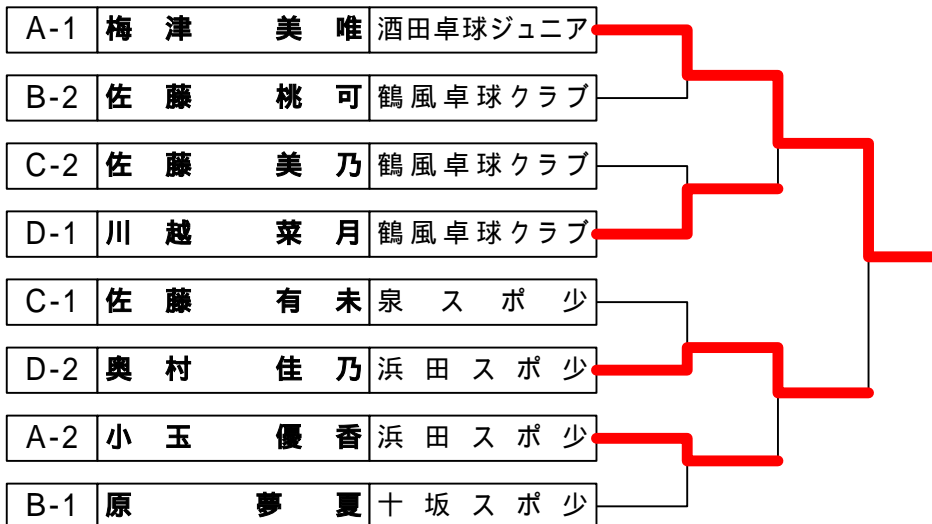 A-1 梅津 美唯 酒田卓球ジュニア
B-2 佐藤 桃可 鶴風卓球クラブ
C-2 佐藤 美乃 鶴風卓球クラブ
D-1 川越 菜月 鶴風卓球クラブ
C-1 佐藤 有未 泉スポ少
D-2 奥村 佳乃 浜田スポ少
A-2 小玉 優香 浜田スポ少
B-1 原 夢夏 十坂スポ少